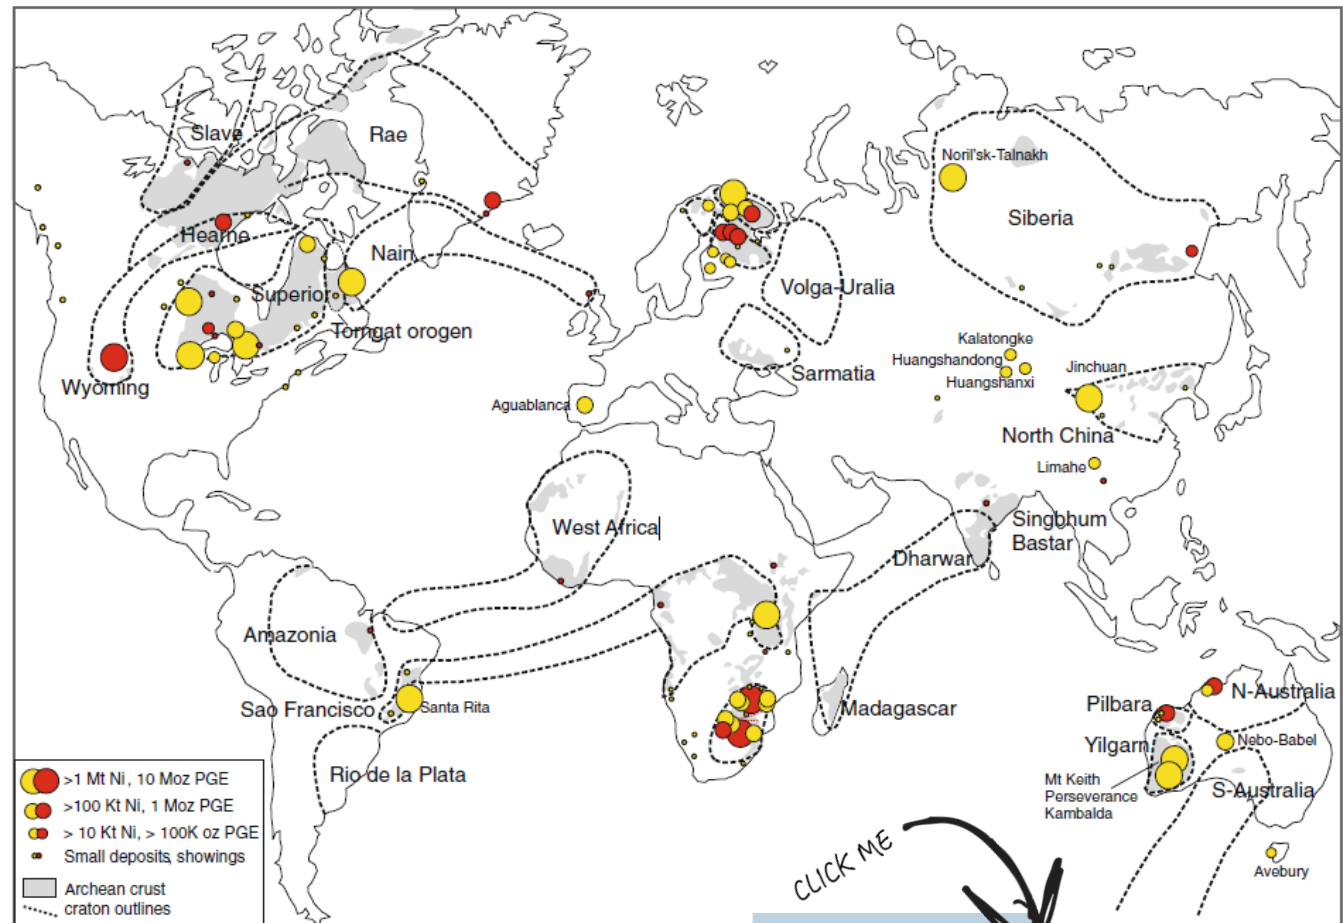 Slave
Rae
Noril'sk-Talnakh
Siberia
Hearne
Nain
Superior
Volga-Uralia
Torngat orogen
Kalatongke
Huangshandong
Jinchuan
Wyoming
Sarmatia
Huangshanxi
Aguablanca
North China
Limahe
West Africa
Singbhum
Bastar
Dharwar
Amazonia
Sao Francisco
Santa Rita
Madagascar
Pilbara
N-Australia
Yilgarn
Nebo-Babel
Rio de la Plata
Mt Keith
Perseverance
Kambalda
S-Australia
Avebury
>1 Mt Ni, 10 Moz PGE
>100 Kt Ni, 1 Moz PGE
> 10 Kt Ni, > 100K oz PGE
Small deposits, showings
Archean crust
craton outlines
CLICK ME